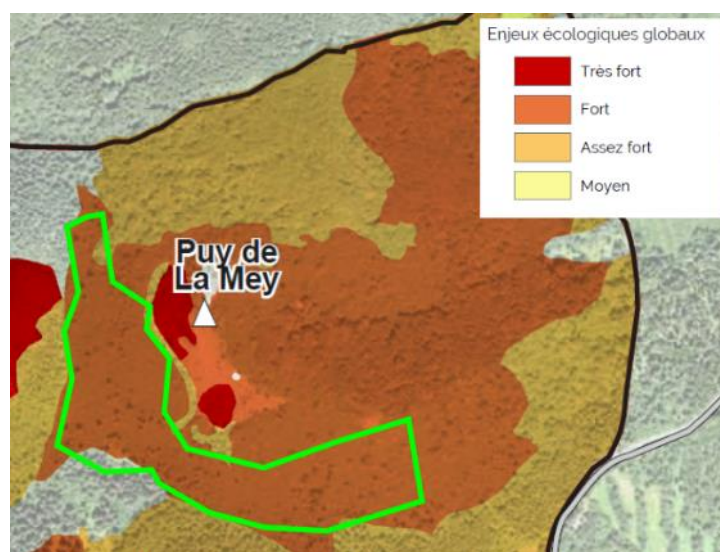 Enjeux écologiques globaux
Très fort
Fort
Assez fort
Moyen
Puy de
La Mey